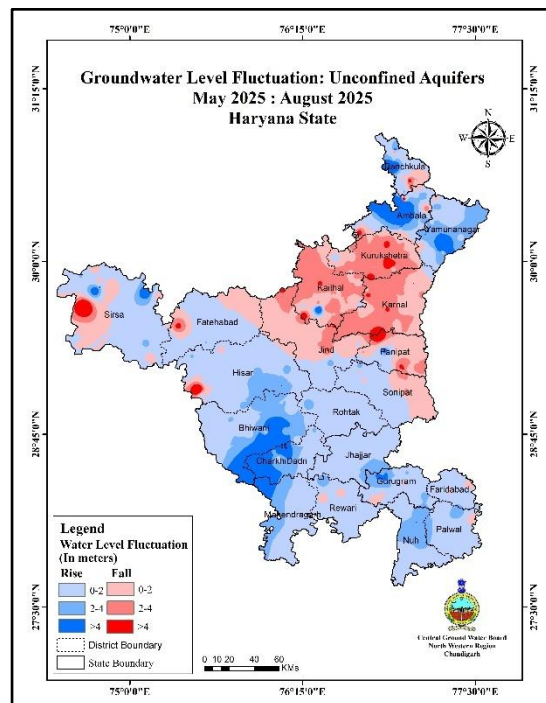 Groundwater Level Fluctuation: Unconfined Aquifers
May 2025 : August 2025
Haryana State
75°0'0"E
76°15'0"E
77°30'0"E
31°15'0"N
30°0'0"N
28°45'0"N
27°30'0"N
31°15'0"N
30°0'0"N
28°45'0"N
27°30'0"N
N
W
E
S
Panchkula
Ambala
Yamunanagar
Kurukshetra
Kaithal
Karnal
Sirsa
Fatehabad
Jind
Panipat
Hisar
Sonipat
Rohtak
Bhiwani
CharkhiDadri
Jhajjar
Gurugram
Faridabad
Mahendragarh
Rewari
Nuh
Palwal
Legend
Water Level Fluctuation
(In meters)
Rise Fall
0-2 0-2
2-4 2-4
>4 >4
District Boundary
State Boundary
0 10 20 40 60
KMs
Central Ground Water Board
North Western Region
Chandigarh
75°0'0"E
76°15'0"E
77°30'0"E